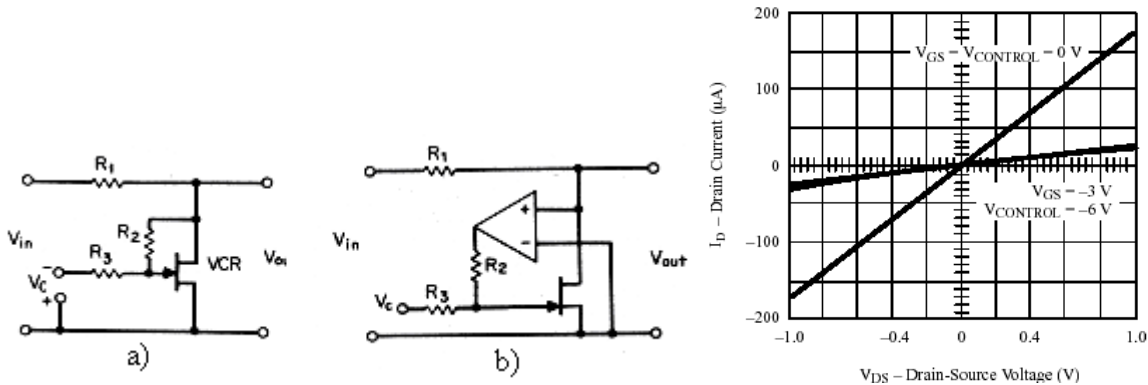 R1
R2
R3
Vin
VC
-
+
VCR
a)
R1
+
-
R2
R3
Vin
Vc
Vout
b)
200
100
0
–100
–200
ID – Drain Current (µA)
VGS – VCONTROL – 0 V
VGS = –3 V
VCONTROL = –6 V
–1.0
–0.4
0
0.4
1.0
VDS – Drain-Source Voltage (V)